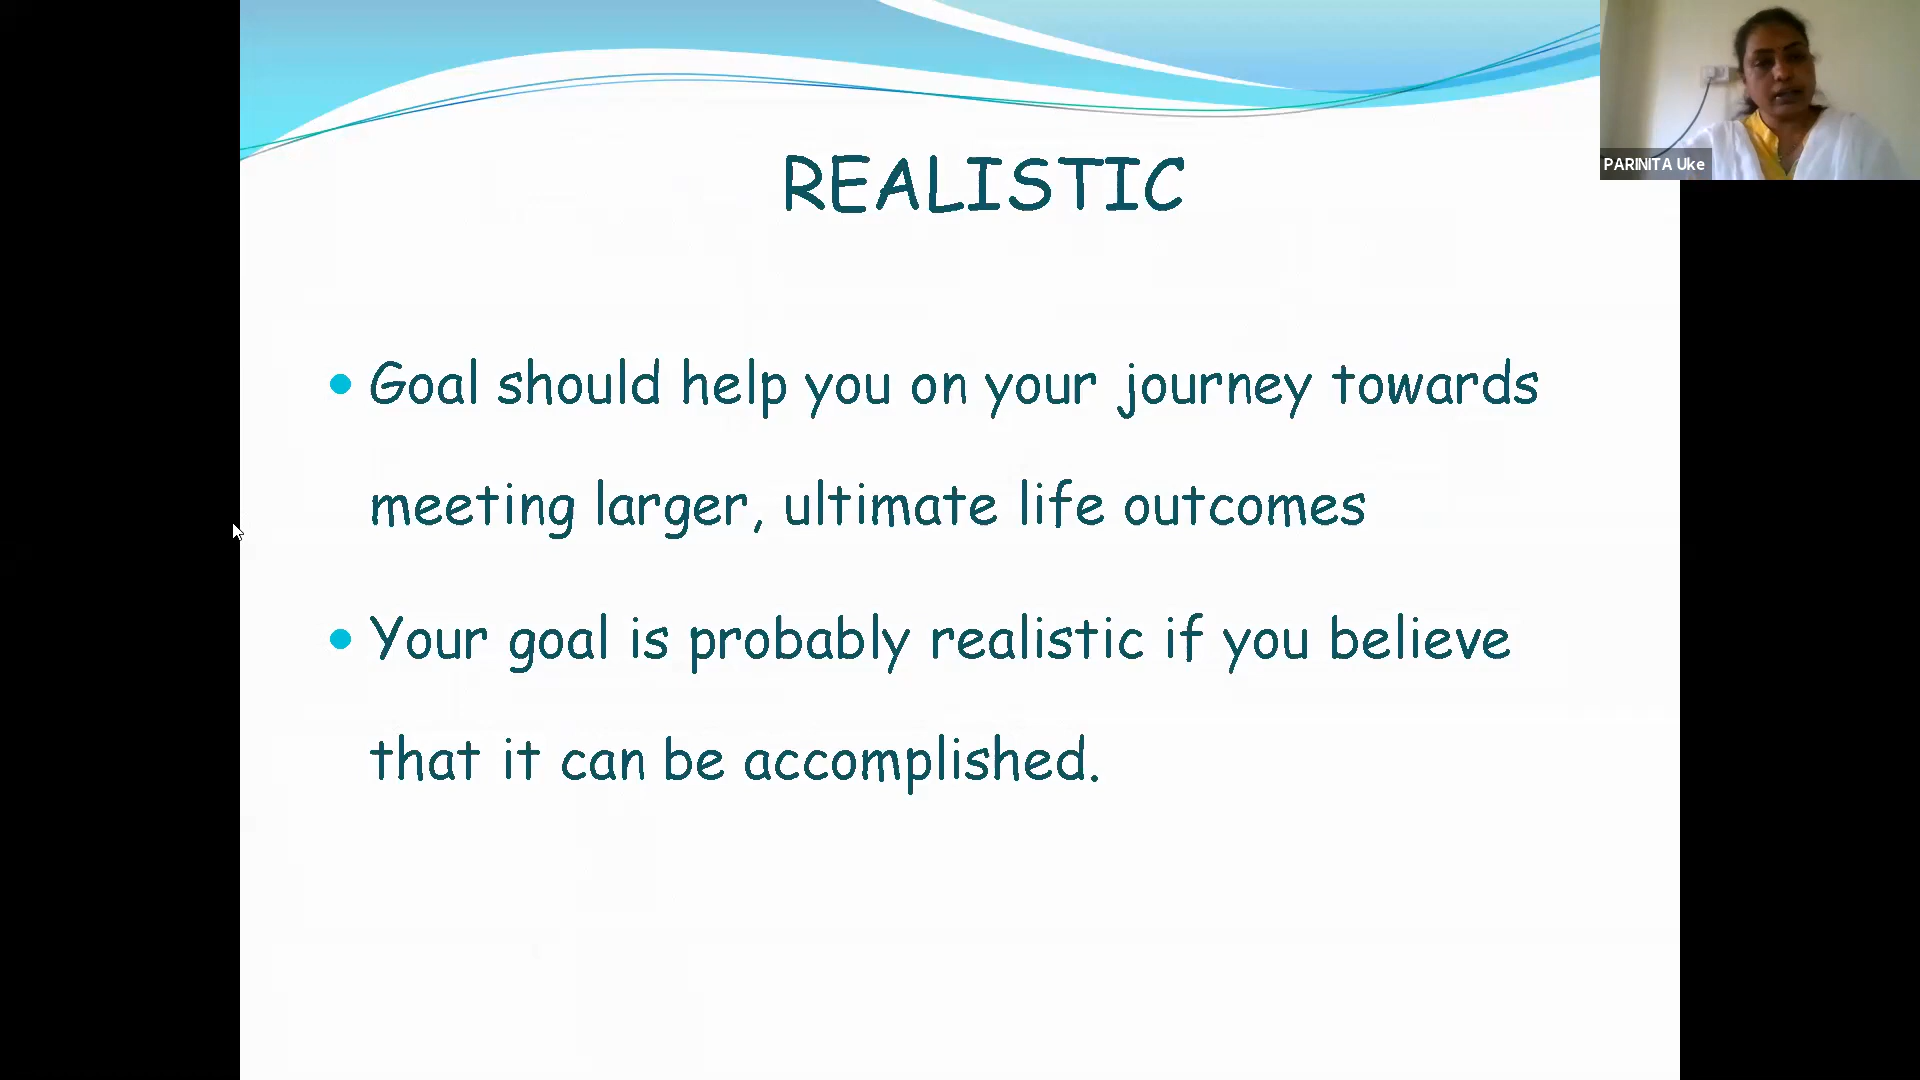 REALISTIC
PARINITA Uke
• Goal should help you on your journey towards
meeting larger, ultimate life outcomes
• Your goal is probably realistic if you believe
that it can be accomplished.